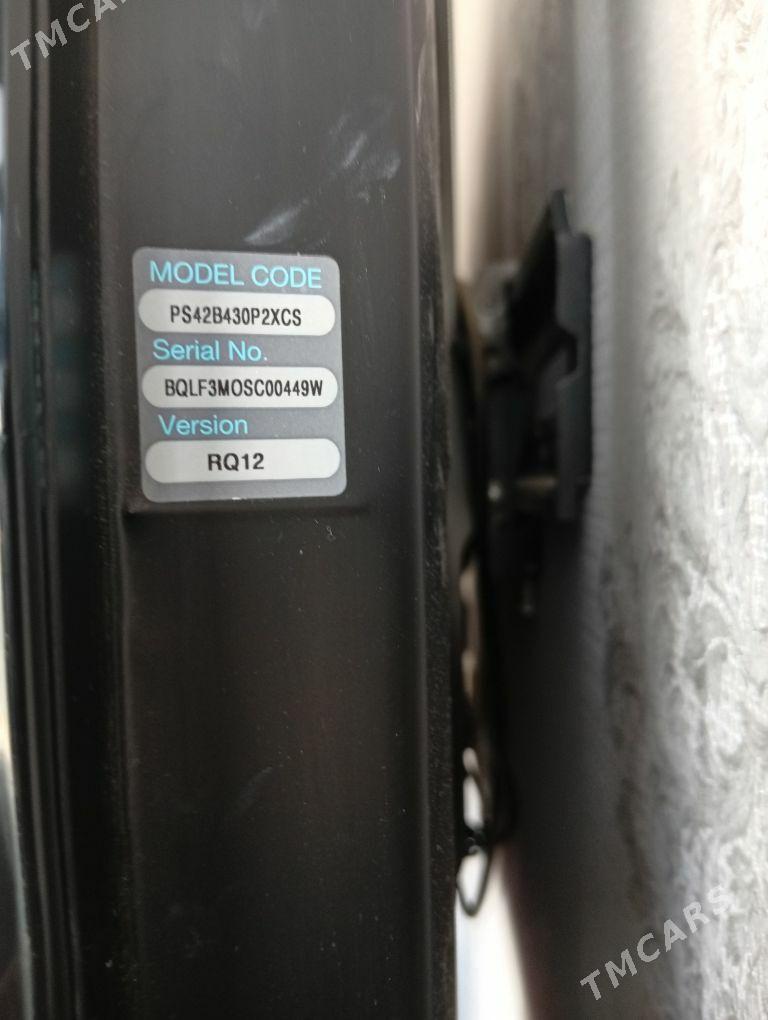 TMCARS
MODEL CODE
PS42B430P2XCS
Serial No.
BQLF3MOSC00449W
Version
RQ12
TMCARS